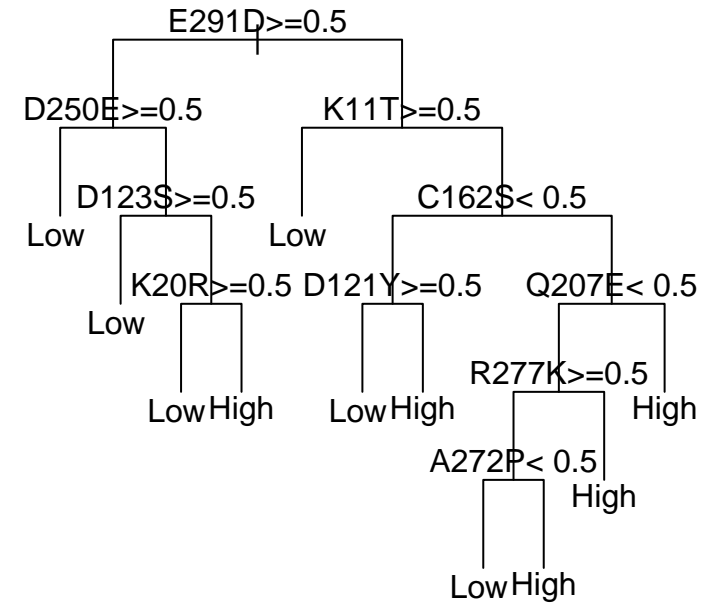 E291D>=0.5
D250E>=0.5 K11T>=0.5
D123S>=0.5 C162S< 0.5
Low Low
K20R>=0.5 D121Y>=0.5 Q207E< 0.5
Low
R277K>=0.5
Low High Low High High
A272P< 0.5
High
Low High